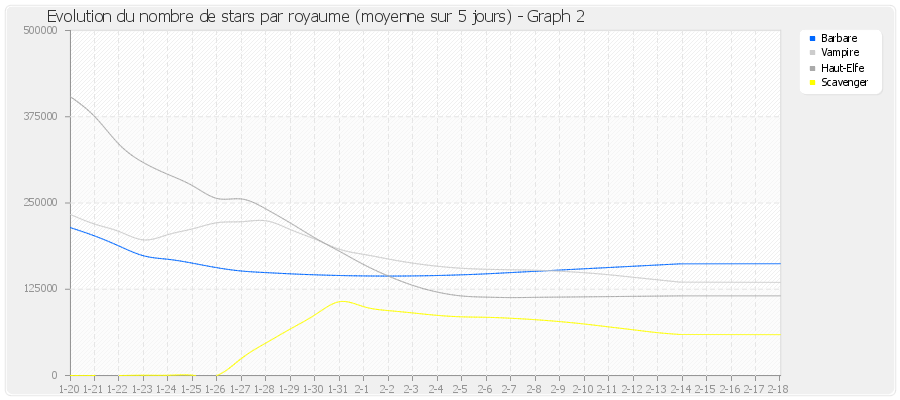 Evolution du nombre de stars par royaume (moyenne sur 5 jours) - Graph 2
500000
Barbare
Vampire
Haut-Elfe
Scavenger
375000
250000
125000
0
1-20 1-21 1-22 1-23 1-24 1-25 1-26 1-27 1-28 1-29 1-30 1-31 2-1 2-2 2-3 2-4 2-5 2-6 2-7 2-8 2-9 2-10 2-11 2-12 2-13 2-14 2-15 2-16 2-17 2-18